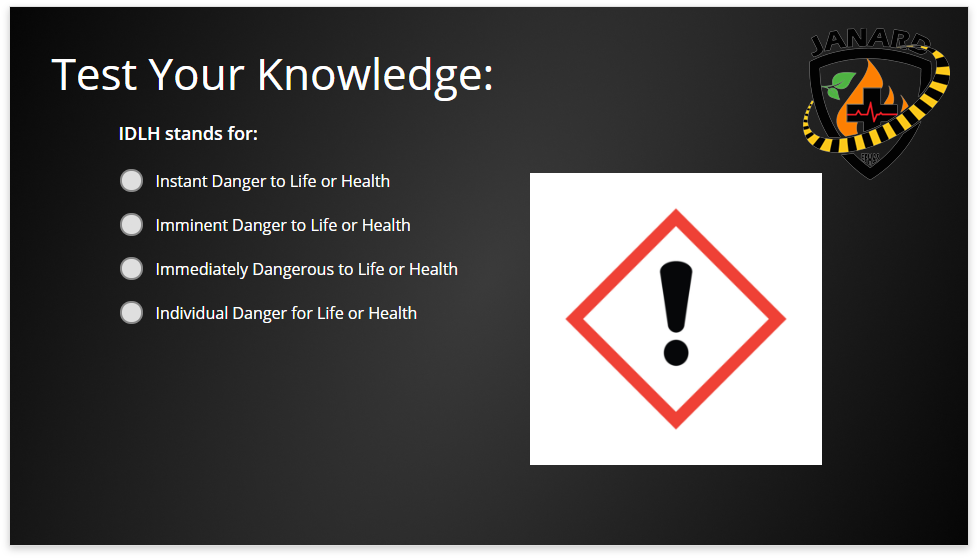 JANARD
Test Your Knowledge:
IDLH stands for:
Instant Danger to Life or Health
Imminent Danger to Life or Health
Immediately Dangerous to Life or Health
Individual Danger for Life or Health